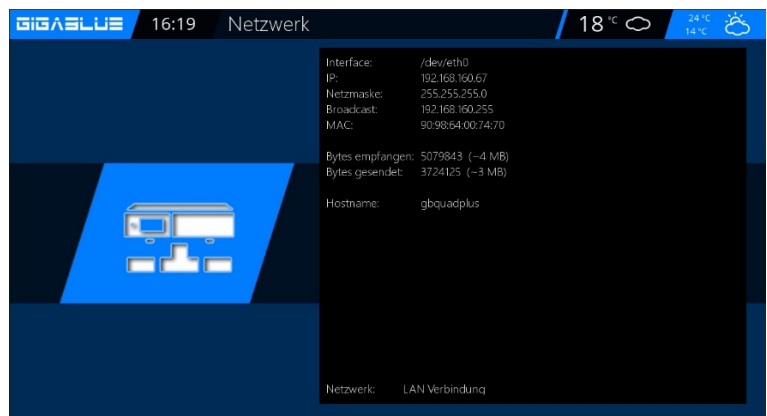 GIGABLUE 16:19 Netzwerk 18 °C 24 °C
14 °C
Interface: /dev/eth0
IP: 192.168.160.67
Netzmaske: 255.255.255.0
Broadcast: 192.168.160.255
MAC: 90:98:64:00:74:70
Bytes empfangen: 5079843 (~4 MB)
Bytes gesendet: 3724125 (~3 MB)
Hostname: gbquadplus
Netzwerk: LAN Verbindung